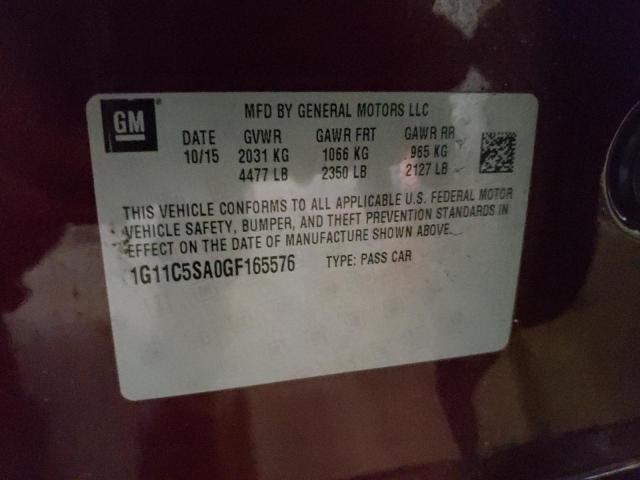 GM
MFD BY GENERAL MOTORS LLC
DATE GVWR GAWR FRT GAWR RR
10/15 2031 KG 1066 KG 965 KG
4477 LB 2350 LB 2127 LB
THIS VEHICLE CONFORMS TO ALL APPLICABLE U.S. FEDERAL MOTOR
VEHICLE SAFETY, BUMPER, AND THEFT PREVENTION STANDARDS IN
EFFECT ON THE DATE OF MANUFACTURE SHOWN ABOVE.
1G11C5SA0GF165576 TYPE: PASS CAR